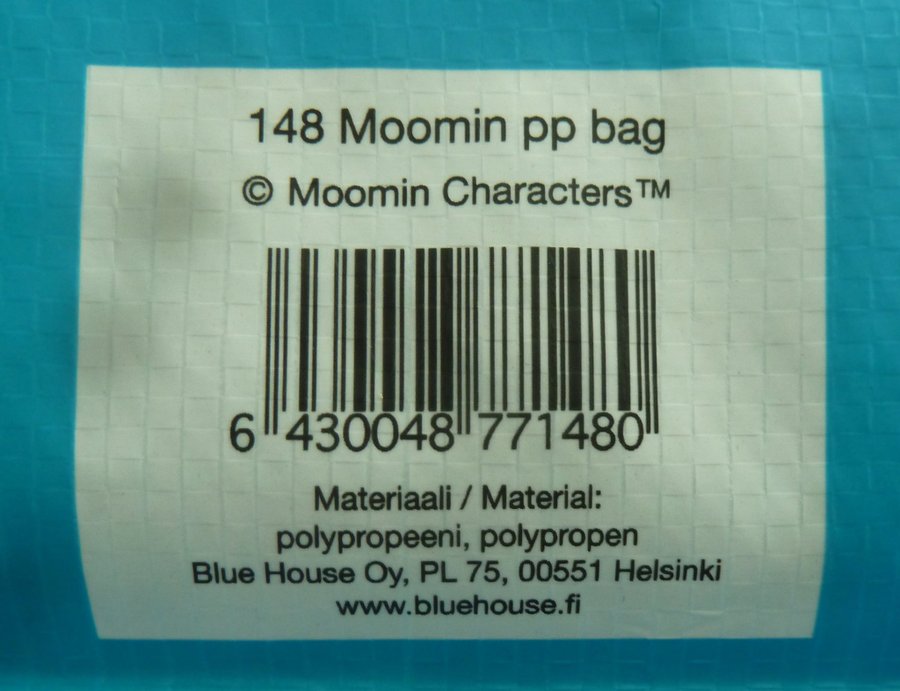 148 Moomin pp bag
© Moomin Characters™
6 430048 771480
Materiaali / Material:
polypropeeni, polypropen
Blue House Oy, PL 75, 00551 Helsinki
www.bluehouse.fi